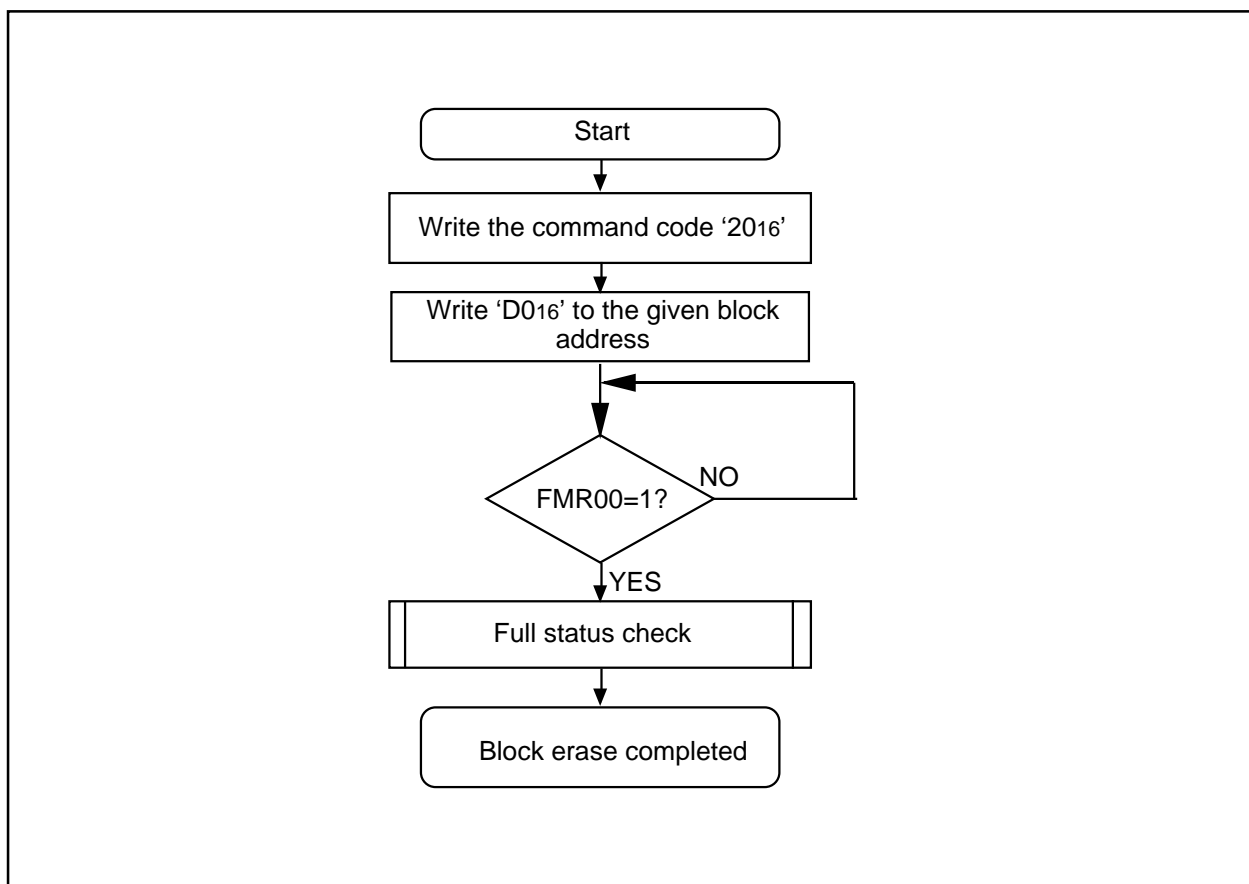 Start
Write the command code ‘2016’
Write ‘D016’ to the given block
address
NO
FMR00=1?
YES
Full status check
Block erase completed